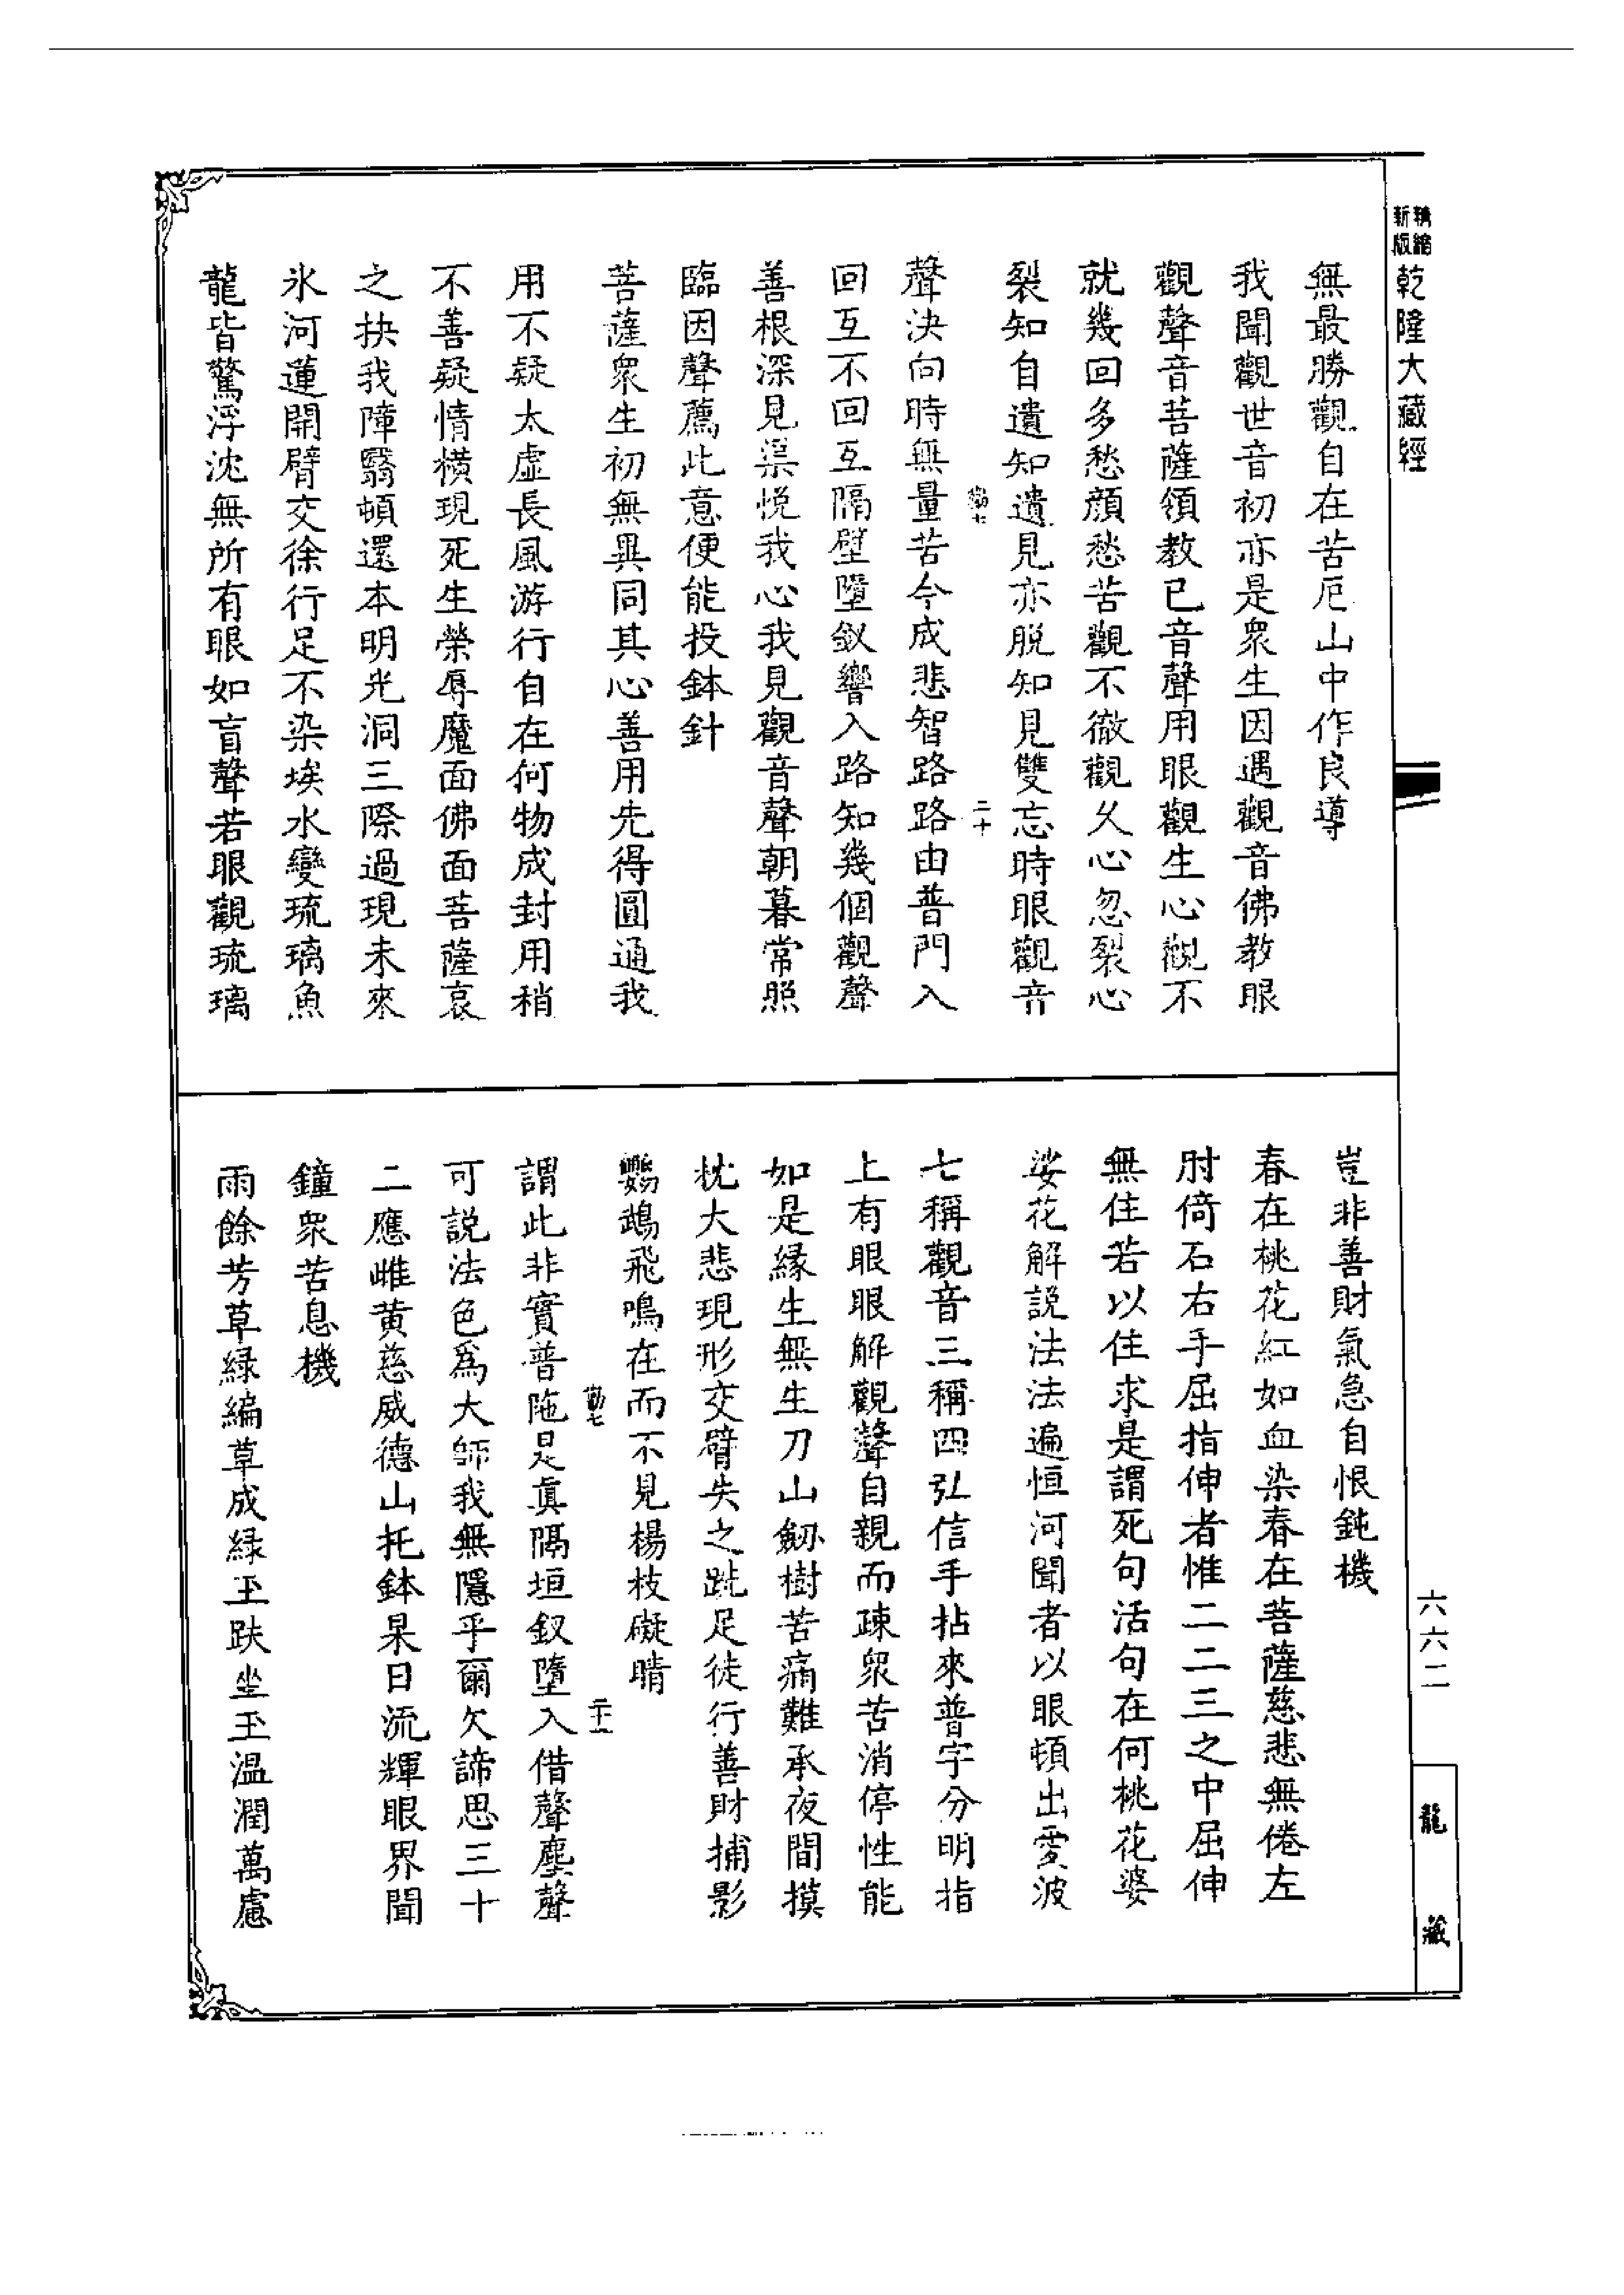 精縮
新版
乾隆大藏經
無最勝觀自在苦厄山中作良導
我聞觀世音初亦是衆生因遇觀音佛教眼
觀聲音菩薩領教已音聲用眼觀生心觀不
就幾回多愁顔愁苦觀不徹觀久心忽裂心
裂知自遺知遺見亦脱知見雙忘時眼觀音
勤七
二十
聲决向時無量苦今成悲智路路由普門入
回互不回互隔壁墮釵響入路知幾個觀聲
善根深見渠悦我心我見觀音聲朝暮常照
臨因聲薦此意便能投鉢針
菩薩衆生初無異同其心善用先得圓通我
用不疑太虛長風游行自在何物成封用稍
不善疑情橫現死生榮辱魔面佛面菩薩哀
之抉我障翳頓還本明光洞三際過現未來
氷河蓮開臂交徐行足不染埃水變琉璃魚
龍皆驚浮沈無所有眼如盲聲若眼觀琉璃
豈非善財氣急自恨鈍機
春在桃花紅如血染春在菩薩慈悲無倦左
肘倚石右手屈指伸者惟二二三之中屈伸
無住若以住求是謂死句活句在何桃花婆
娑花解説法法遍恒河聞者以眼頓出愛波
七稱觀音三稱四弘信手拈來普字分明指
上有眼眼解觀聲自親而疎衆苦消停性能
如是緣生無生刀山劒樹苦痛難承夜間摸
枕大悲現形交臂失之跣足徒行善財捕影
鸚鵡飛鳴在而不見楊枝礙睛
勤七
二十一
謂此非實普陁是眞隔垣釵墮入借聲塵聲
可説法色爲大師我無隱乎爾欠諦思三十
二應雌黄慈威德山托鉢杲日流輝眼界聞
鐘衆苦息機
雨餘芳草緑編草成緑玉趺坐玉溫潤萬慮
六六二
龍藏